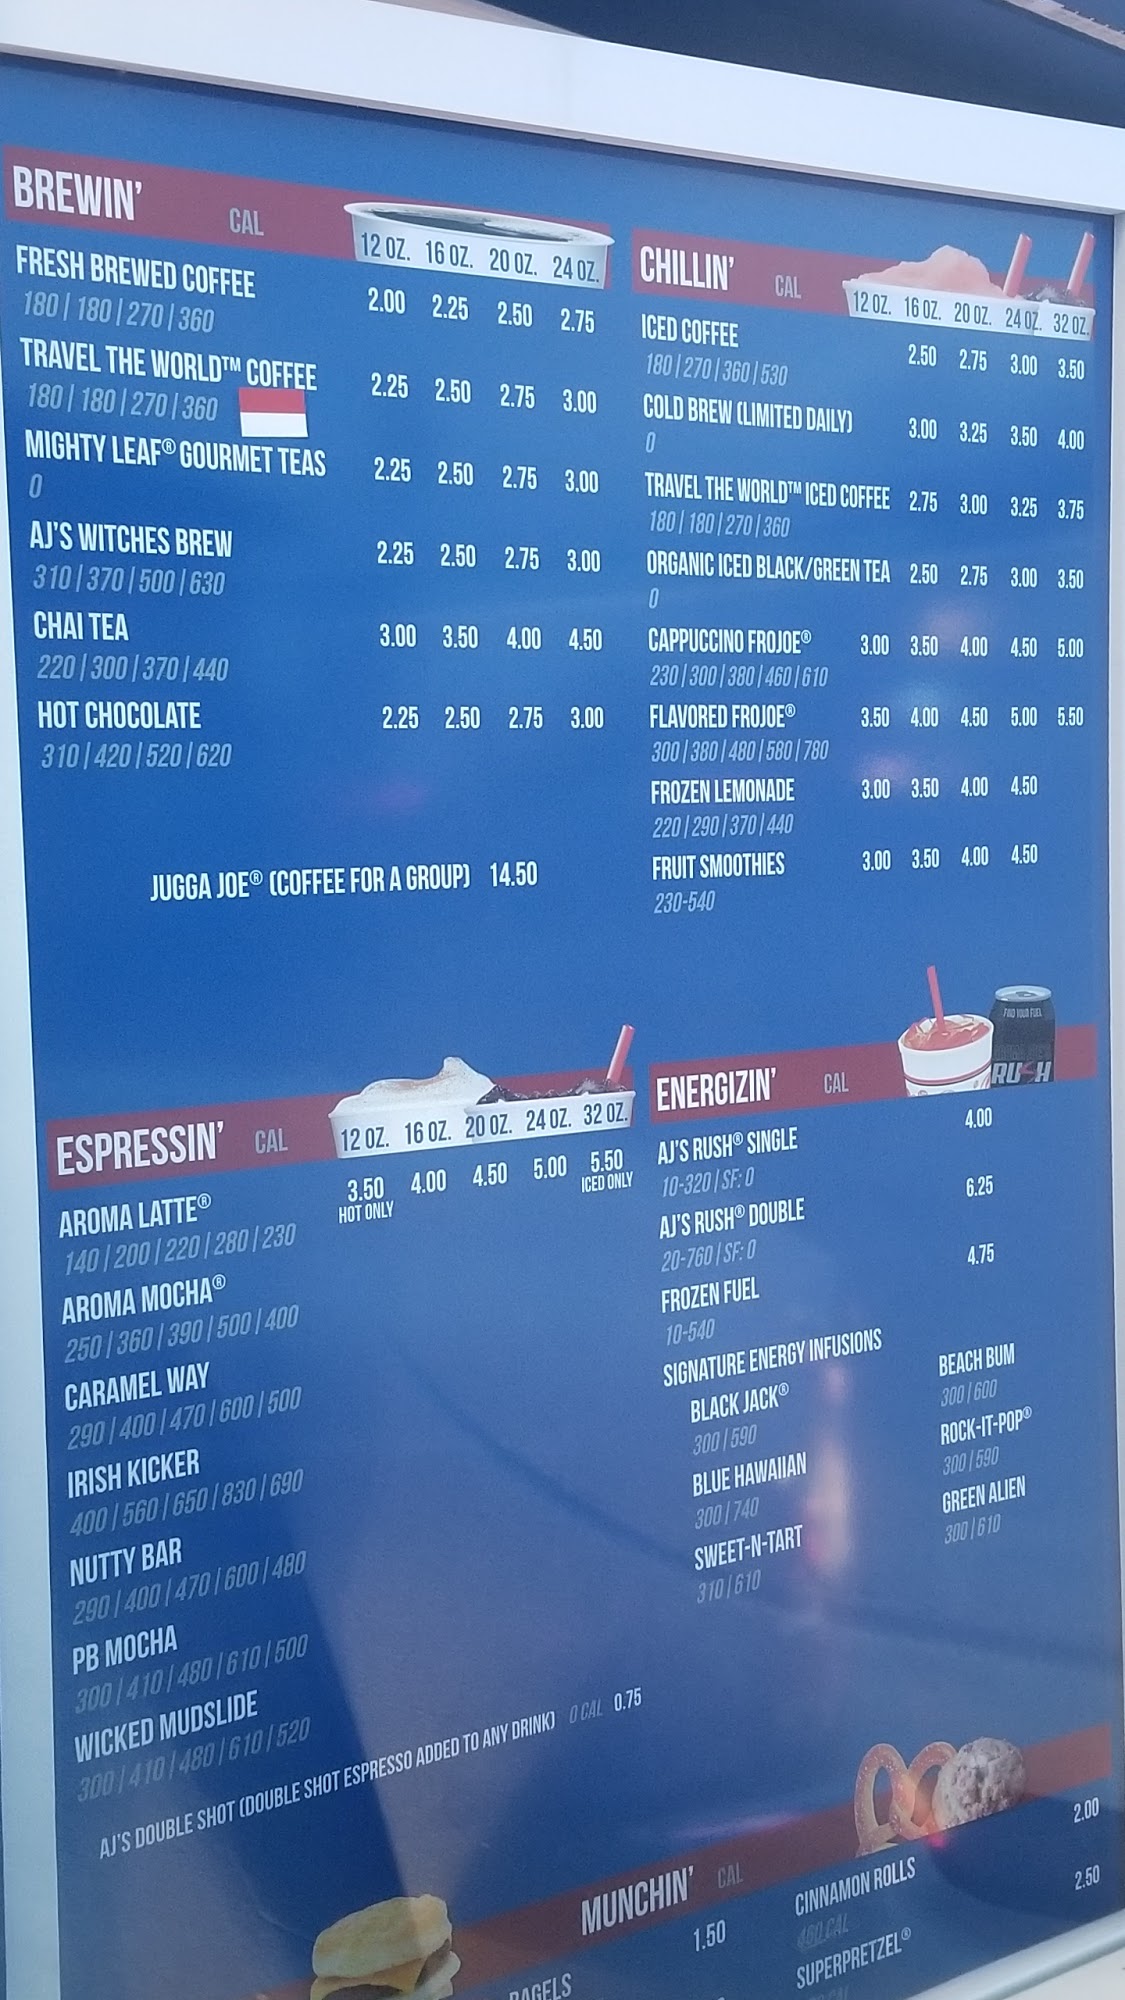 BREWIN' CAL 12 OZ. 16 OZ. 20 OZ. 24 OZ.
FRESH BREWED COFFEE 2.00 2.25 2.50 2.75
180 | 180 | 270 | 360
TRAVEL THE WORLD™ COFFEE 2.25 2.50 2.75 3.00
180 | 180 | 270 | 360
MIGHTY LEAF® GOURMET TEAS 2.25 2.50 2.75 3.00
0
AJ'S WITCHES BREW 2.25 2.50 2.75 3.00
310 | 370 | 500 | 630
CHAI TEA 3.00 3.50 4.00 4.50
220 | 300 | 370 | 440
HOT CHOCOLATE 2.25 2.50 2.75 3.00
310 | 420 | 520 | 620
JUGGA JOE® (COFFEE FOR A GROUP) 14.50
CHILLIN' CAL 12 OZ. 16 OZ. 20 OZ. 24 OZ. 32 OZ.
ICED COFFEE 2.50 2.75 3.00 3.50
180 | 270 | 360 | 530
COLD BREW (LIMITED DAILY) 3.00 3.25 3.50 4.00
0
TRAVEL THE WORLD™ ICED COFFEE 2.75 3.00 3.25 3.75
180 | 180 | 270 | 360
ORGANIC ICED BLACK/GREEN TEA 2.50 2.75 3.00 3.50
0
CAPPUCCINO FROJOE® 3.00 3.50 4.00 4.50 5.00
230 | 300 | 380 | 460 | 610
FLAVORED FROJOE® 3.50 4.00 4.50 5.00 5.50
300 | 380 | 480 | 580 | 780
FROZEN LEMONADE 3.00 3.50 4.00 4.50
220 | 290 | 370 | 440
FRUIT SMOOTHIES 3.00 3.50 4.00 4.50
230-540
ESPRESSIN' CAL 12 OZ. 16 OZ. 20 OZ. 24 OZ. 32 OZ.
3.50 4.00 4.50 5.00 5.50
HOT ONLY ICED ONLY
AROMA LATTE®
140 | 200 | 220 | 280 | 230
AROMA MOCHA®
250 | 360 | 390 | 500 | 400
CARAMEL WAY
290 | 400 | 470 | 600 | 500
IRISH KICKER
400 | 560 | 650 | 830 | 690
NUTTY BAR
290 | 400 | 470 | 600 | 480
PB MOCHA
300 | 410 | 480 | 610 | 500
WICKED MUDSLIDE
300 | 410 | 480 | 610 | 520
AJ'S DOUBLE SHOT (DOUBLE SHOT ESPRESSO ADDED TO ANY DRINK) 0 CAL 0.75
FIND YOUR FUEL
RUSH
ENERGIZIN' CAL
AJ'S RUSH® SINGLE 4.00
10-320 | SF: 0
AJ'S RUSH® DOUBLE 6.25
20-760 | SF: 0
FROZEN FUEL 4.75
10-540
SIGNATURE ENERGY INFUSIONS
BLACK JACK®
300 | 590
BLUE HAWAIIAN
300 | 740
SWEET-N-TART
310 | 610
BEACH BUM
300 | 600
ROCK-IT-POP®
300 | 590
GREEN ALIEN
300 | 610
MUNCHIN' CAL
BAGELS 1.50
CINNAMON ROLLS 2.00
480 CAL
SUPERPRETZEL® 2.50